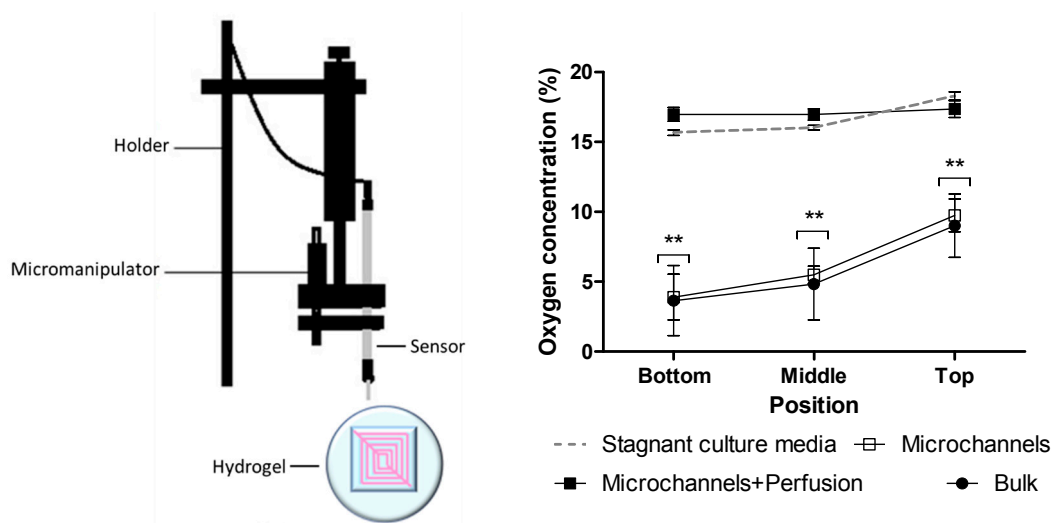 Holder
Micromanipulator
Sensor
Hydrogel
Oxygen concentration (%)
20
15
10
5
0
**
**
**
Bottom
Middle
Top
Position
Stagnant culture media
Microchannels
Microchannels+Perfusion
Bulk